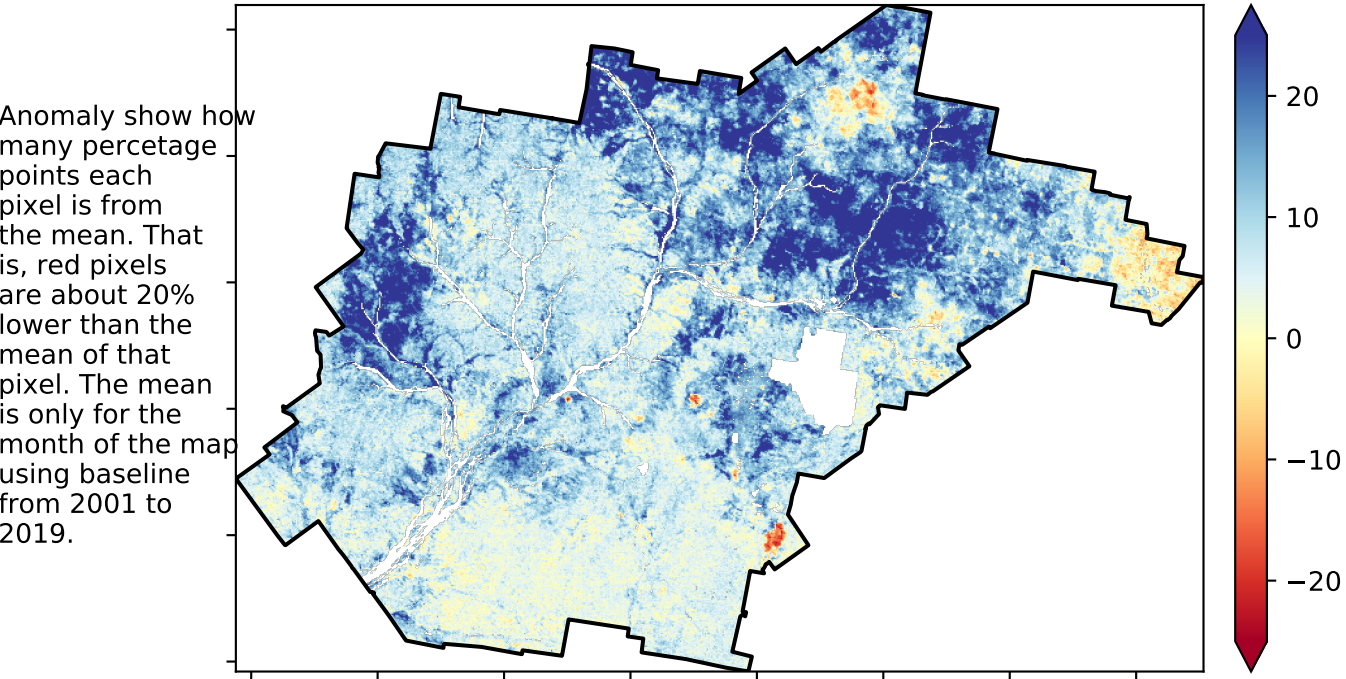 Anomaly show how
many percetage
points each
pixel is from
the mean. That
is, red pixels
are about 20%
lower than the
mean of that
pixel. The mean
is only for the
month of the map
using baseline
from 2001 to
2019.
20
10
0
−10
−20